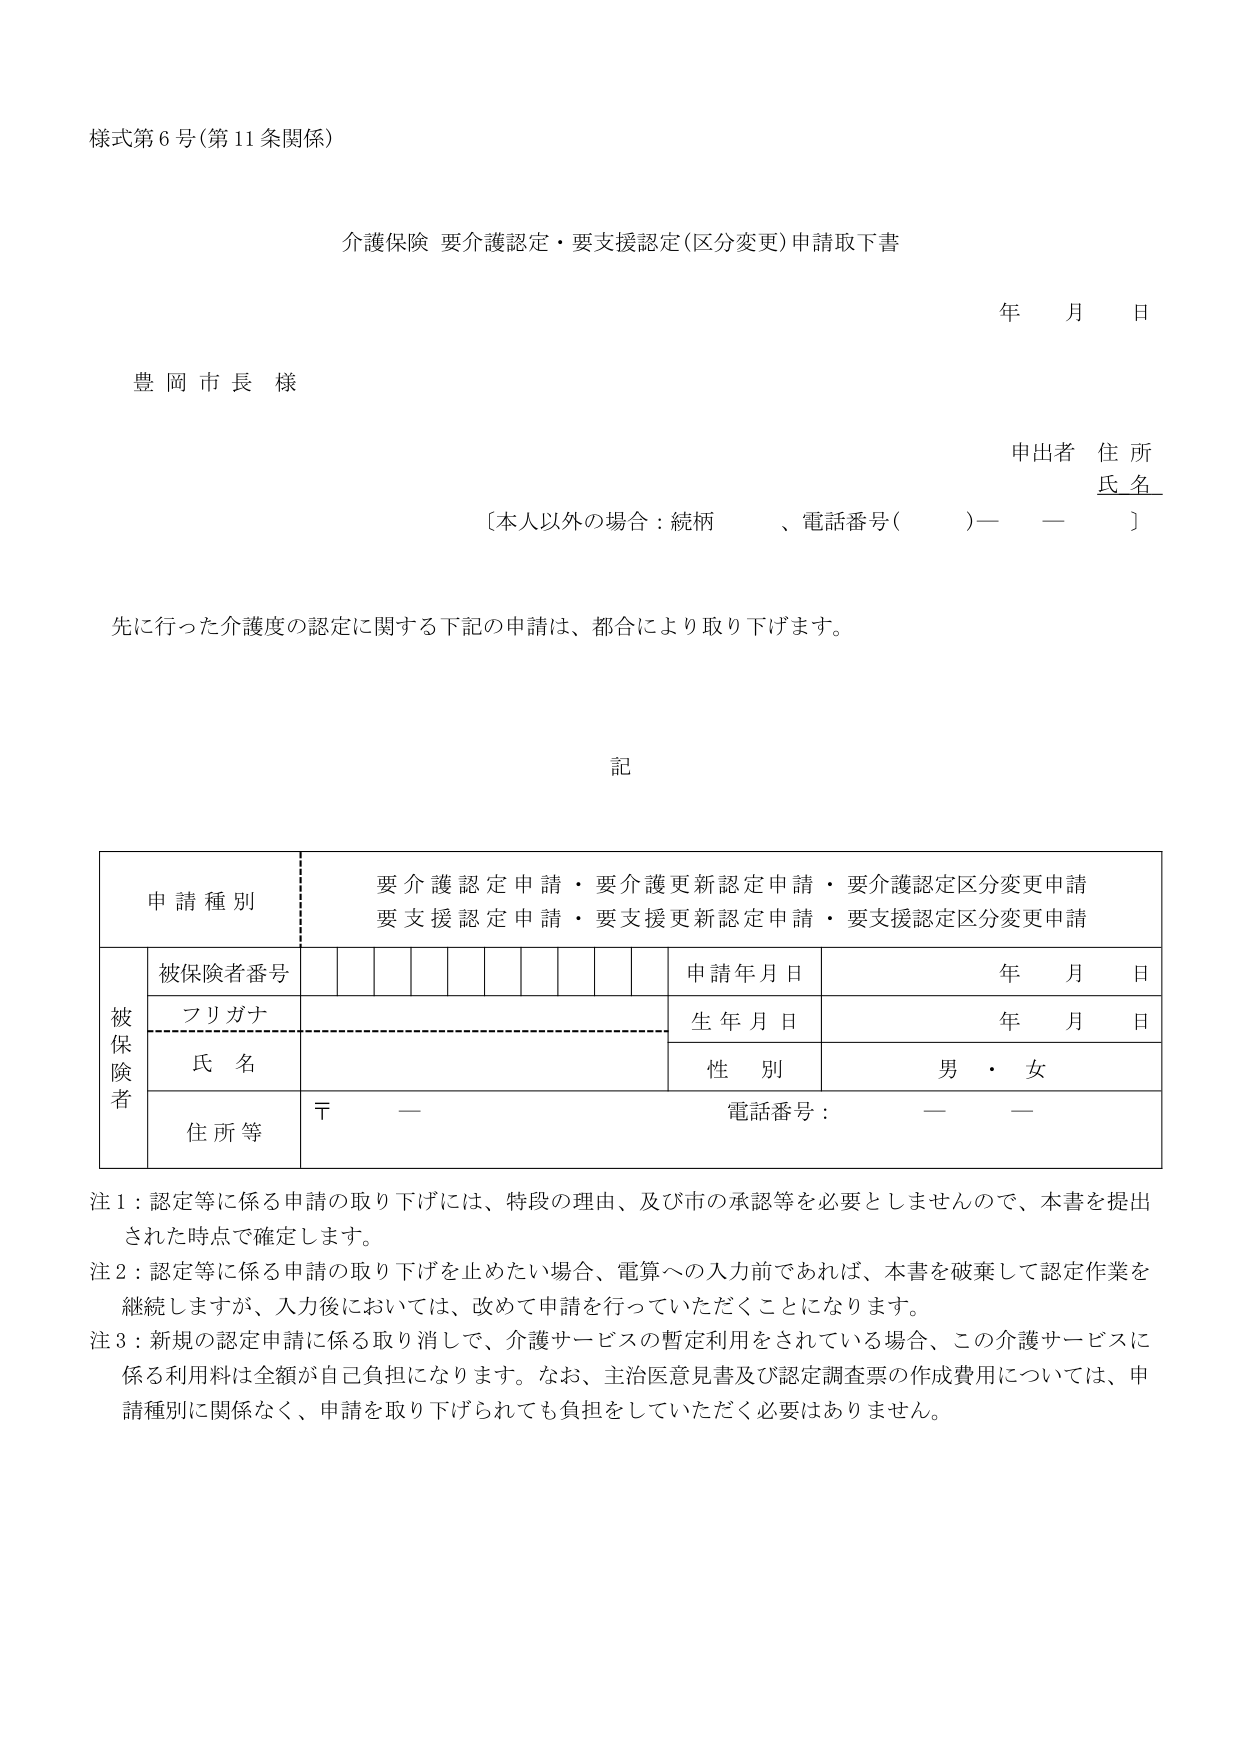 様式第6号(第11条関係)
介護保険 要介護認定・要支援認定(区分変更)申請取下書
年 月 日
豊岡市長 様
申出者 住所
氏名
〔本人以外の場合：続柄 、電話番号( )― ― 〕
先に行った介護度の認定に関する下記の申請は、都合により取り下げます。
記
申請種別
要介護認定申請・要介護更新認定申請・要介護認定区分変更申請
要支援認定申請・要支援更新認定申請・要支援認定区分変更申請
被保険者
被保険者番号
申請年月日
年 月 日
フリガナ
生年月日
年 月 日
氏名
性別
男・女
住所等
〒 ― 電話番号： ― ―
注1：認定等に係る申請の取り下げには、特段の理由、及び市の承認等を必要としませんので、本書を提出
された時点で確定します。
注2：認定等に係る申請の取り下げを止めたい場合、電算への入力前であれば、本書を破棄して認定作業を
継続しますが、入力後においては、改めて申請を行っていただくことになります。
注3：新規の認定申請に係る取り消しで、介護サービスの暫定利用をされている場合、この介護サービスに
係る利用料は全額が自己負担になります。なお、主治医意見書及び認定調査票の作成費用については、申
請種別に関係なく、申請を取り下げられても負担をしていただく必要はありません。